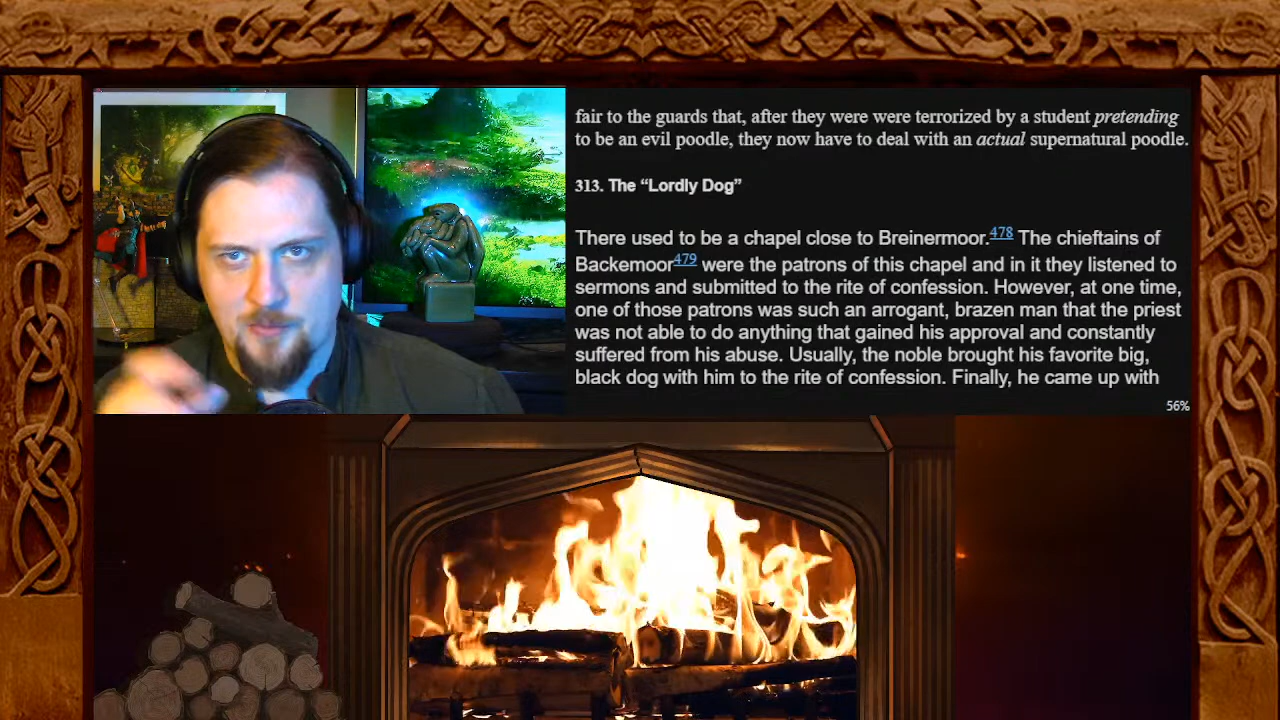 fair to the guards that, after they were were terrorized by a student pretending
to be an evil poodle, they now have to deal with an actual supernatural poodle.
313. The “Lordly Dog”
There used to be a chapel close to Breinermoor.478 The chieftains of
Backemoor479 were the patrons of this chapel and in it they listened to
sermons and submitted to the rite of confession. However, at one time,
one of those patrons was such an arrogant, brazen man that the priest
was not able to do anything that gained his approval and constantly
suffered from his abuse. Usually, the noble brought his favorite big,
black dog with him to the rite of confession. Finally, he came up with
56%